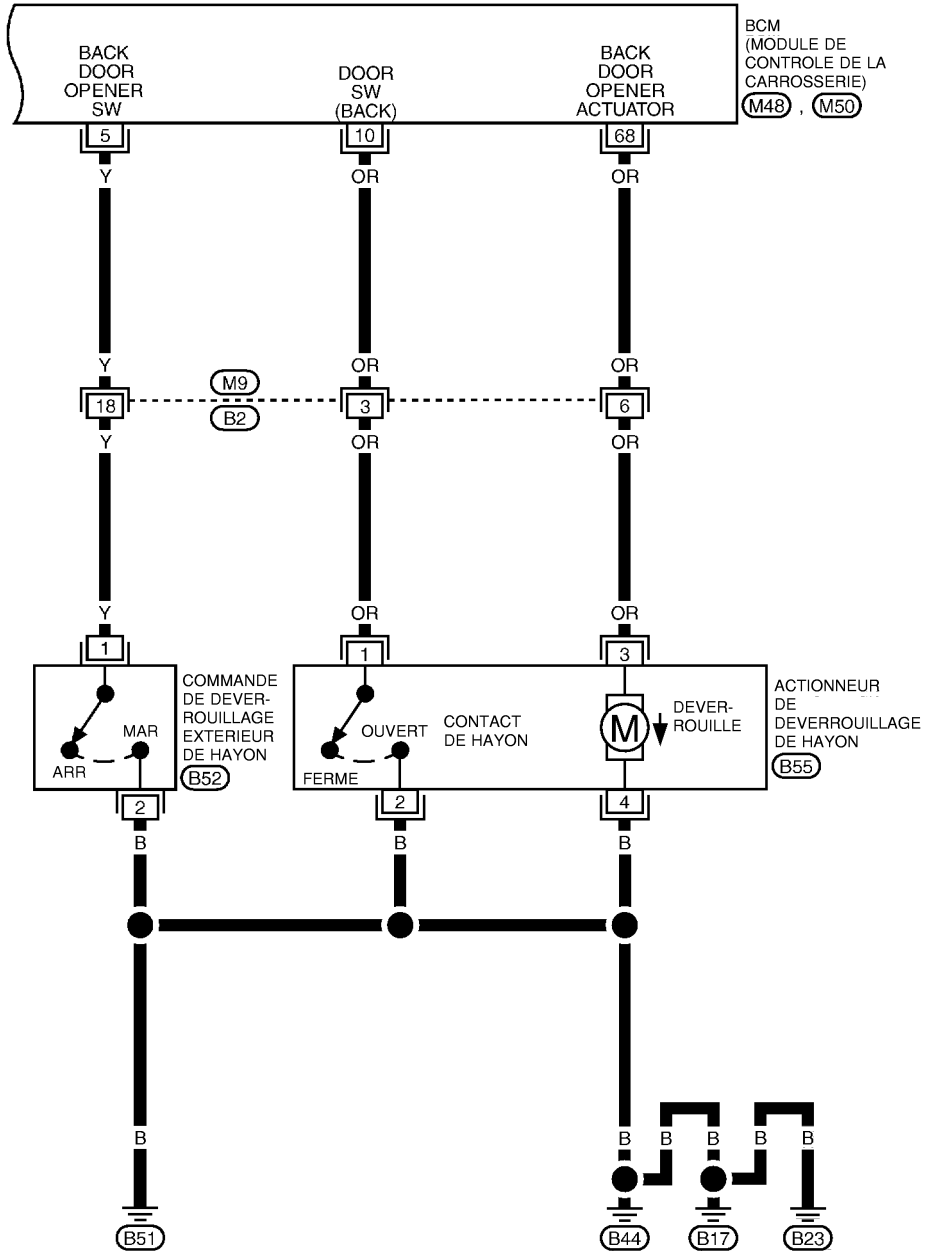 BCM
(MODULE DE
CONTROLE DE LA
CARROSSERIE)
M48 , M50
BACK
DOOR
OPENER
SW
DOOR
SW
(BACK)
BACK
DOOR
OPENER
ACTUATOR
5
10
68
Y
OR
OR
Y
OR
OR
M9
18
3
6
B2
Y
OR
OR
Y
OR
OR
1
1
3
COMMANDE
DE DEVER-
ROUILLAGE
EXTERIEUR
DE HAYON
B52
MAR
ARR
OUVERT
FERME
CONTACT
DE HAYON
M
DEVER-
ROUILLE
ACTIONNEUR
DE
DEVERROUILLAGE
DE HAYON
B55
2
2
4
B
B
B
B
B
B
B
B
B
B51
B44
B17
B23